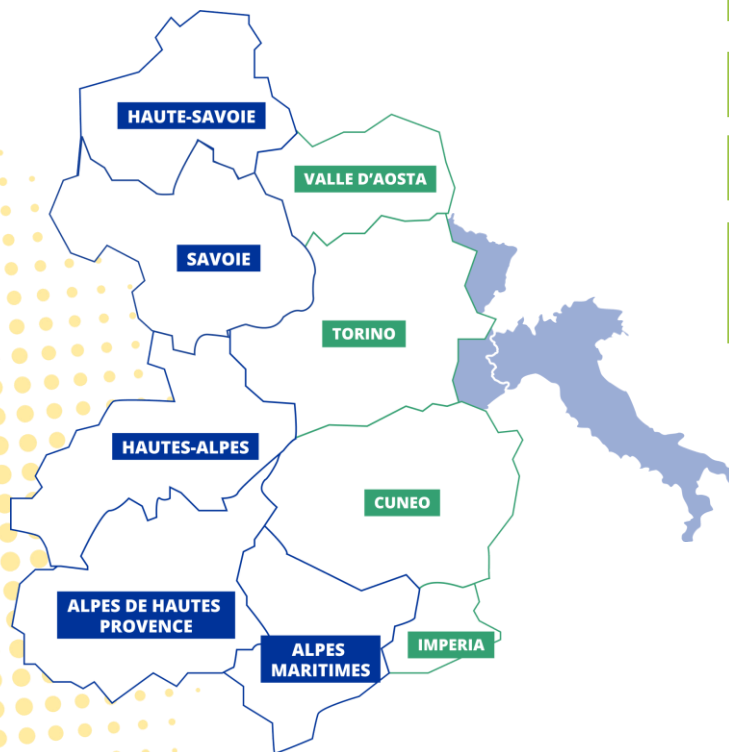 HAUTE-SAVOIE
VALLE D'AOSTA
SAVOIE
TORINO
HAUTES-ALPES
CUNEO
ALPES DE HAUTES
PROVENCE
ALPES
MARITIMES
IMPERIA